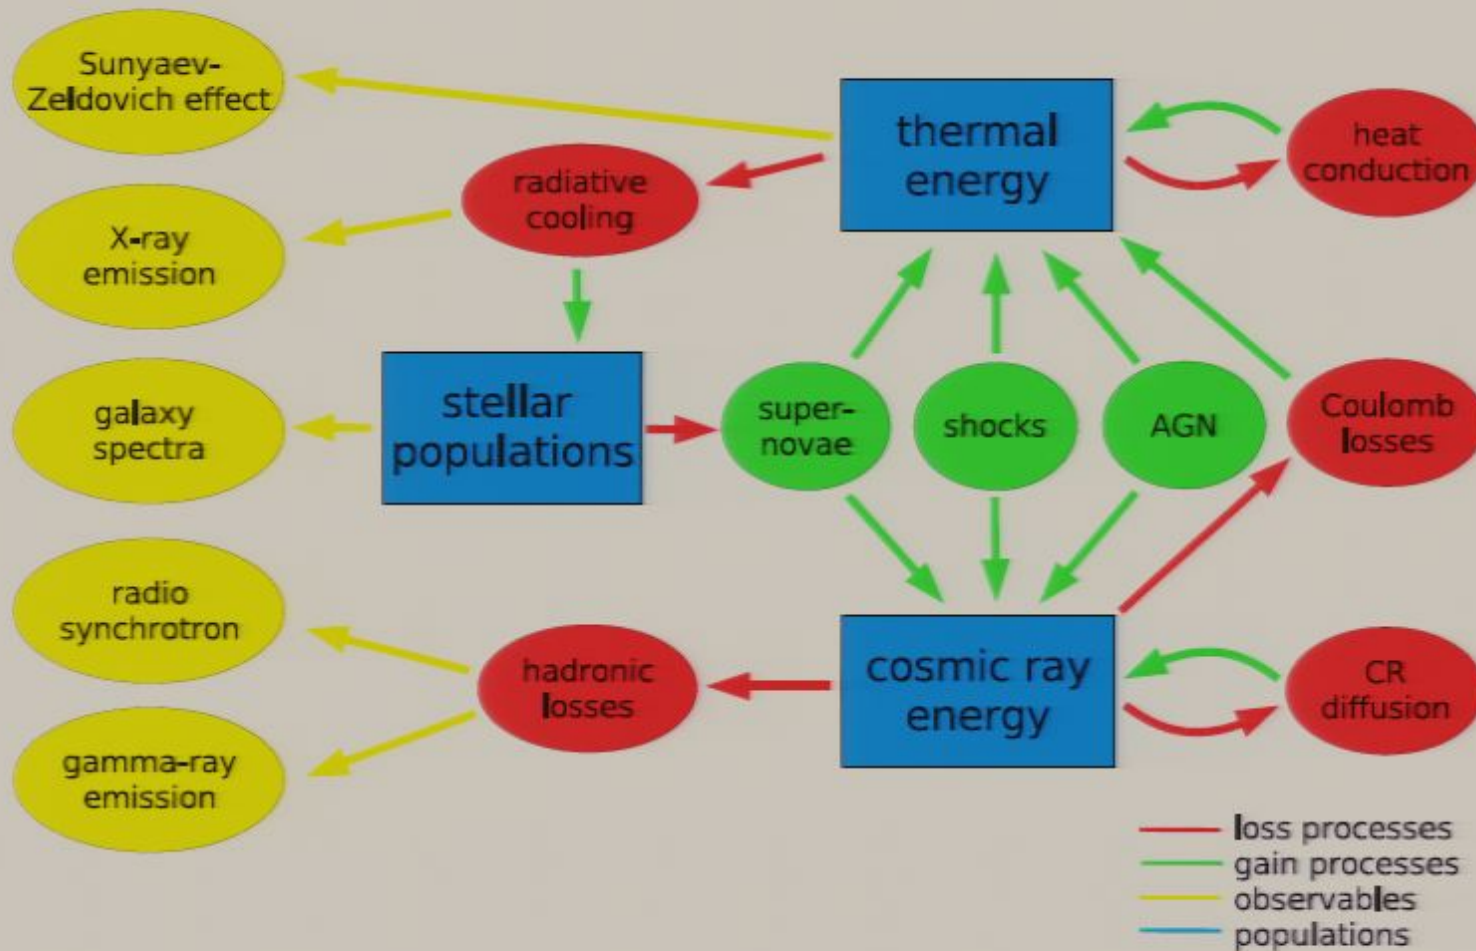 Sunyaev-
Zeldovich effect
thermal
energy
heat
conduction
radiative
cooling
X-ray
emission
stellar
populations
super-
novae
shocks
AGN
Coulomb
losses
galaxy
spectra
radio
synchrotron
hadronic
losses
cosmic ray
energy
CR
diffusion
gamma-ray
emission
loss processes
gain processes
observables
populations